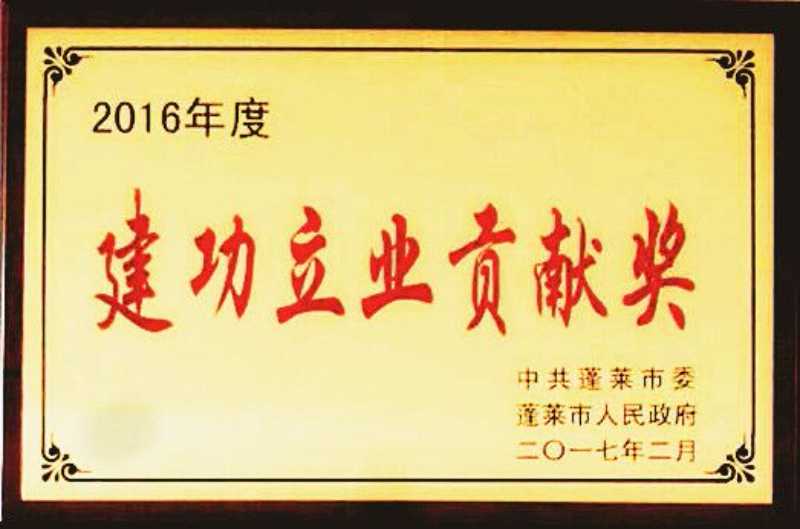 2016年度
建功立业贡献奖
中共蓬莱市委
蓬莱市人民政府
二〇一七年二月